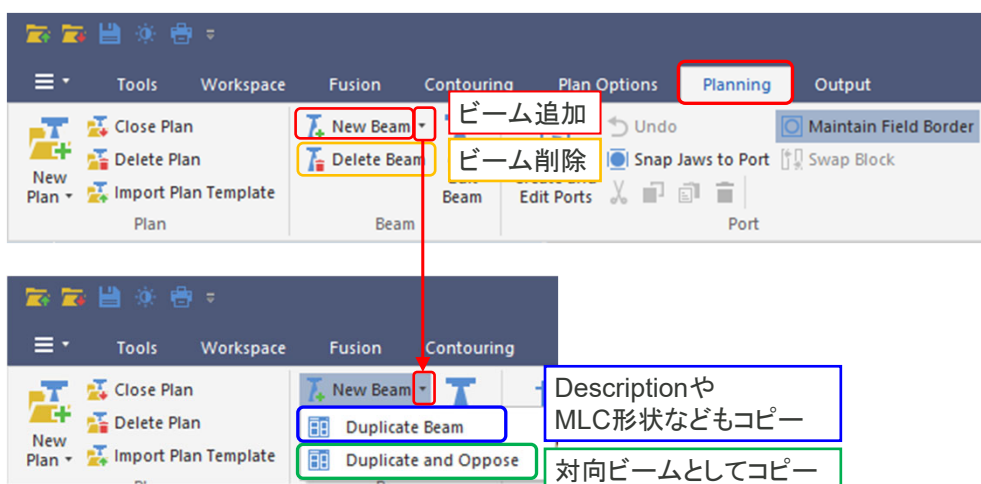 Tools Workspace Fusion Contouring Plan Options Planning Output
Close Plan
Delete Plan
Import Plan Template
New
Plan
Plan
New Beam
Delete Beam
Beam
Beam
ビーム追加
ビーム削除
Edit Ports
Undo
Snap Jaws to Port
Swap Block
Maintain Field Border
Port
Tools Workspace Fusion Contouring
Close Plan
Delete Plan
Import Plan Template
New
Plan
New Beam
Duplicate Beam
Duplicate and Oppose
Descriptionや
MLC形状などもコピー
対向ビームとしてコピー